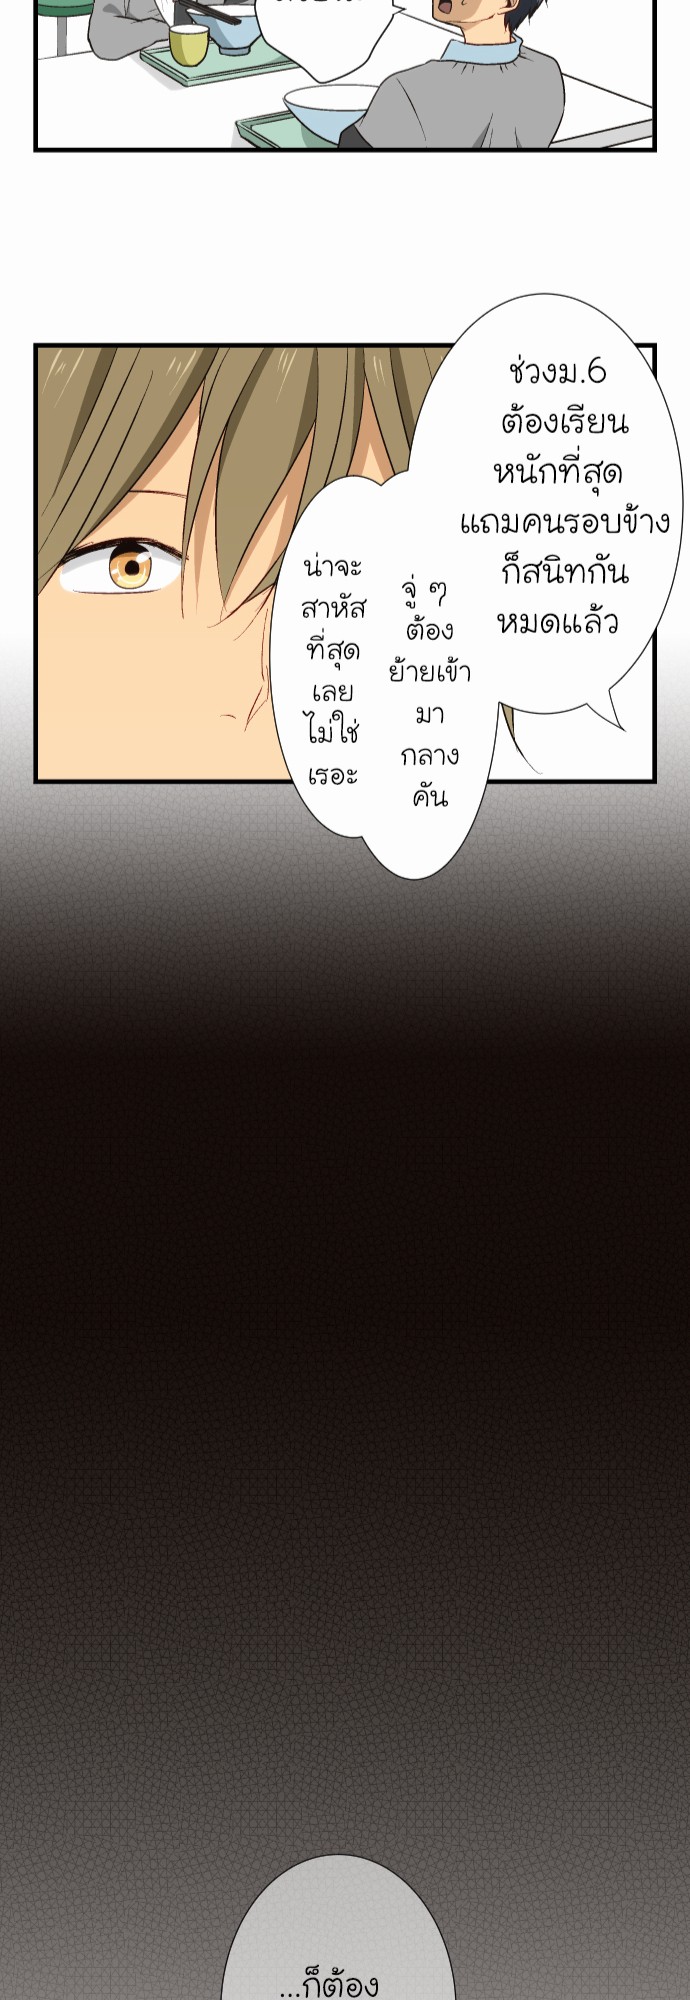 ช่วงม.6
ต้องเรียน
หนักที่สุด
แถมคนรอบข้าง
ก็สนิทกัน
หมดแล้ว
จู่ ๆ
ต้อง
ย้ายเข้า
มา
กลาง
คัน
น่าจะ
สาหัส
ที่สุด
เลย
ไม่ใช่
เรอะ
...ก็ต้อง